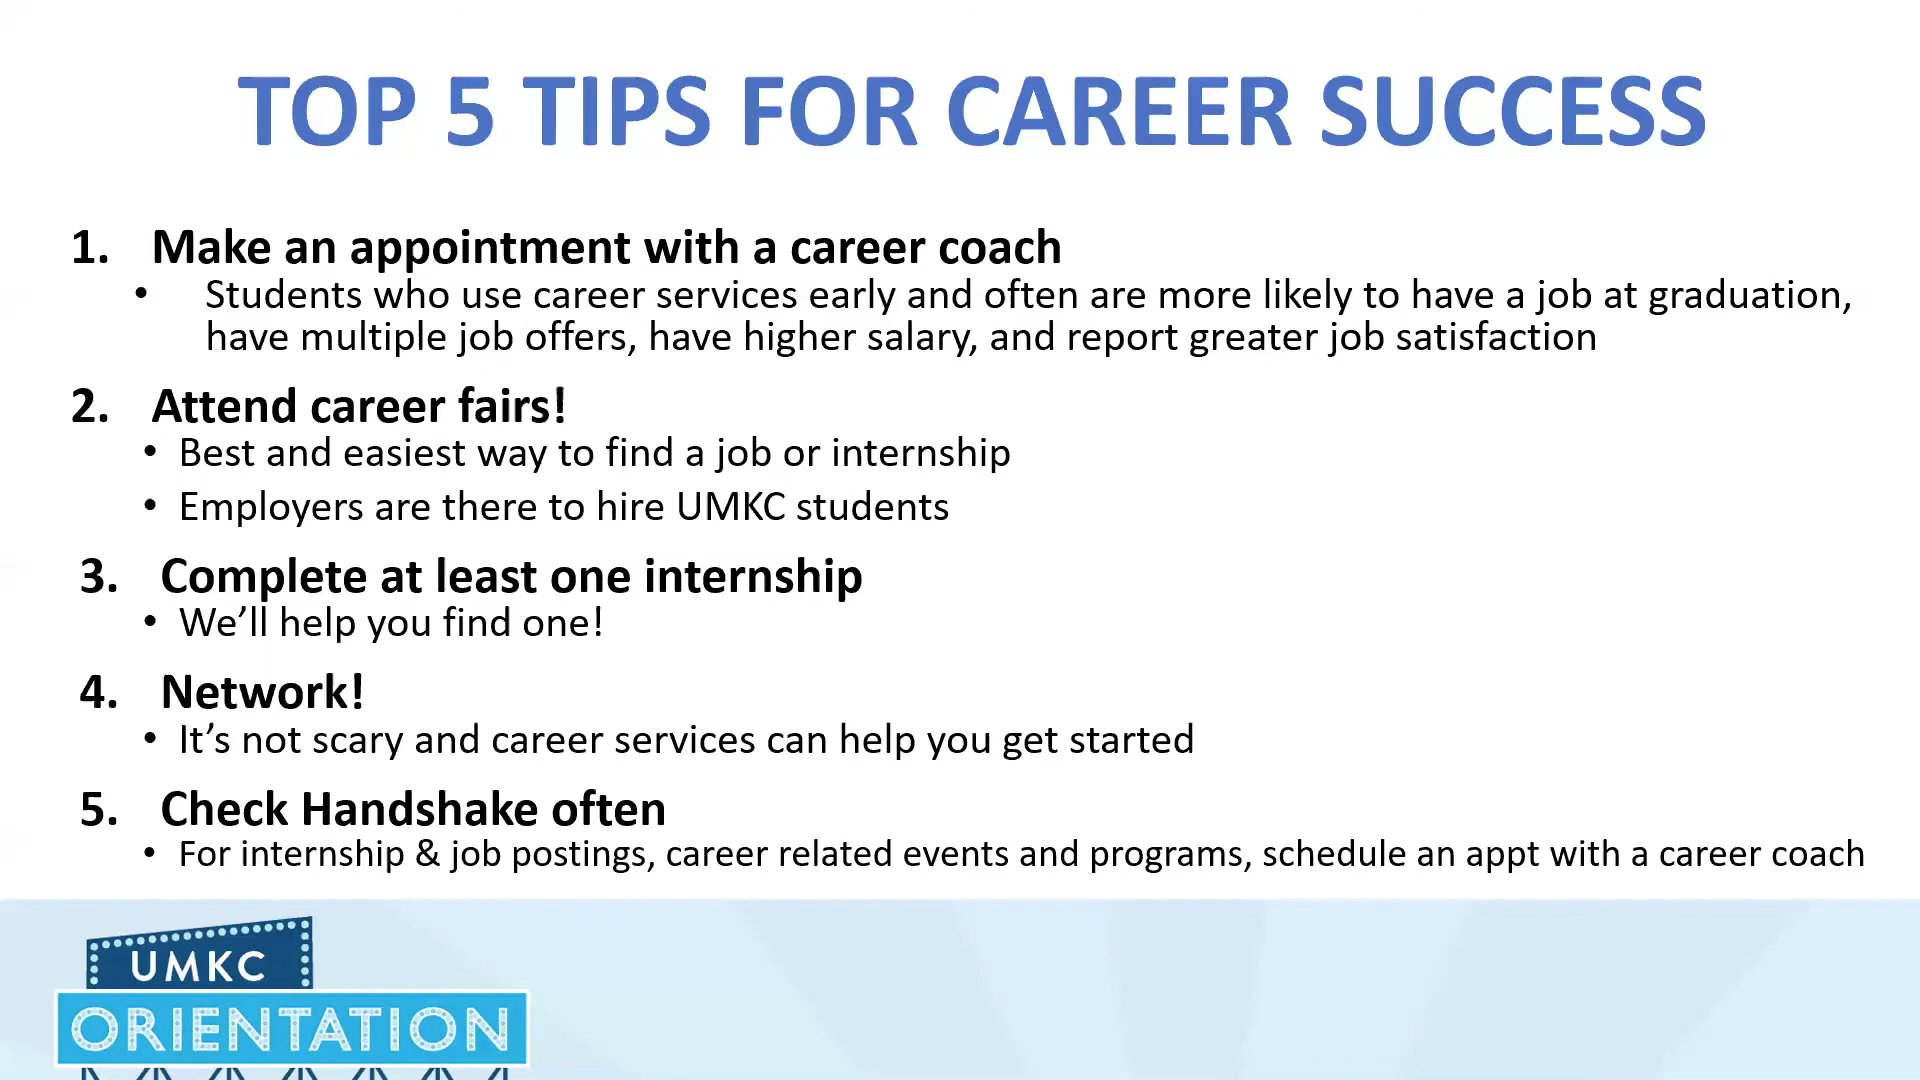 TOP 5 TIPS FOR CAREER SUCCESS
1. Make an appointment with a career coach
• Students who use career services early and often are more likely to have a job at graduation,
have multiple job offers, have higher salary, and report greater job satisfaction
2. Attend career fairs!
• Best and easiest way to find a job or internship
• Employers are there to hire UMKC students
3. Complete at least one internship
• We’ll help you find one!
4. Network!
• It’s not scary and career services can help you get started
5. Check Handshake often
• For internship & job postings, career related events and programs, schedule an appt with a career coach
UMKC
ORIENTATION